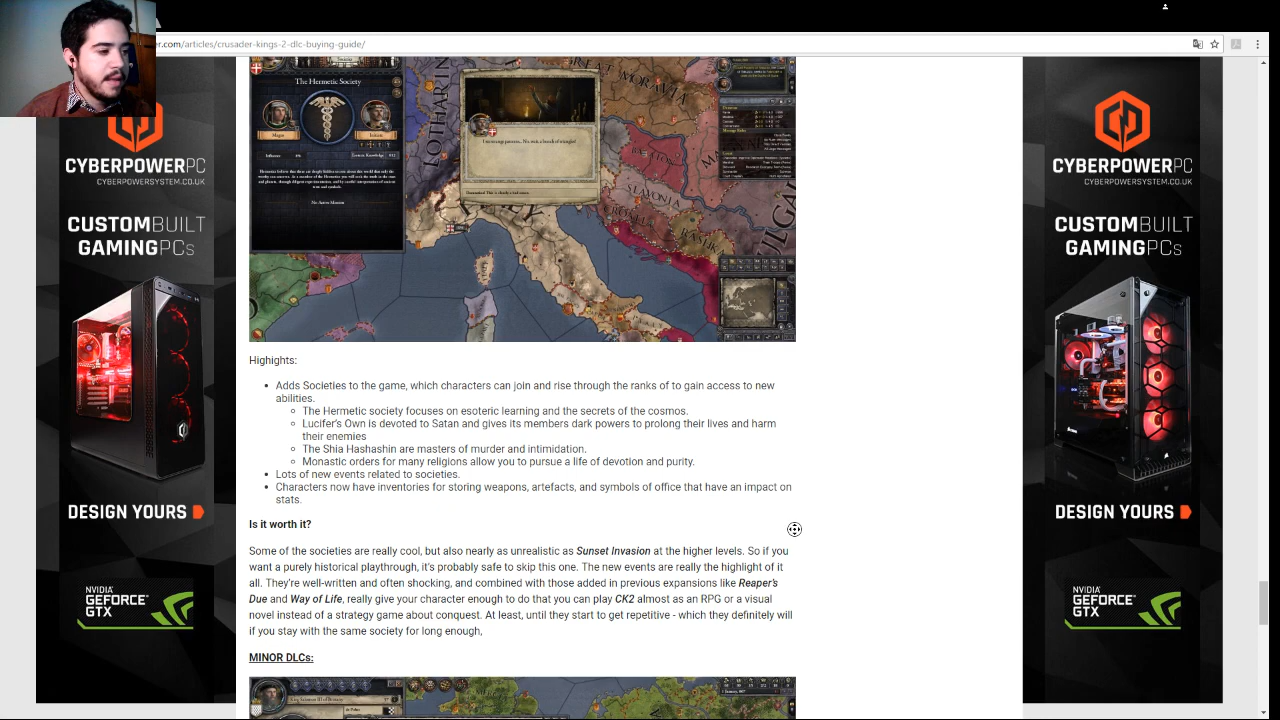 er.com/articles/crusader-kings-2-dlc-buying-guide/
The Hermetic Society
Magus
Initiate
LOTHARIN
GREAT MORAVIA
SLAVONIA
CROATIA
RASHKA
CYBERPOWERPC
CYBERPOWERSYSTEM.CO.UK
CUSTOMBUILT
GAMINGPCs
DESIGN YOURS
NVIDIA
GEFORCE
GTX
Highights:
Adds Societies to the game, which characters can join and rise through the ranks of to gain access to new
abilities.
The Hermetic society focuses on esoteric learning and the secrets of the cosmos.
Lucifer's Own is devoted to Satan and gives its members dark powers to prolong their lives and harm
their enemies
The Shia Hashashin are masters of murder and intimidation.
Monastic orders for many religions allow you to pursue a life of devotion and purity.
Lots of new events related to societies.
Characters now have inventories for storing weapons, artefacts, and symbols of office that have an impact on
stats.
Is it worth it?
Some of the societies are really cool, but also nearly as unrealistic as Sunset Invasion at the higher levels. So if you
want a purely historical playthrough, it's probably safe to skip this one. The new events are really the highlight of it
all. They're well-written and often shocking, and combined with those added in previous expansions like Reaper's
Due and Way of Life, really give your character enough to do that you can play CK2 almost as an RPG or a visual
novel instead of a strategy game about conquest. At least, until they start to get repetitive - which they definitely will
if you stay with the same society for long enough,
MINOR DLCs:
CYBERPOWERPC
CYBERPOWERSYSTEM.CO.UK
CUSTOMBUILT
GAMINGPCs
DESIGN YOURS
NVIDIA
GEFORCE
GTX